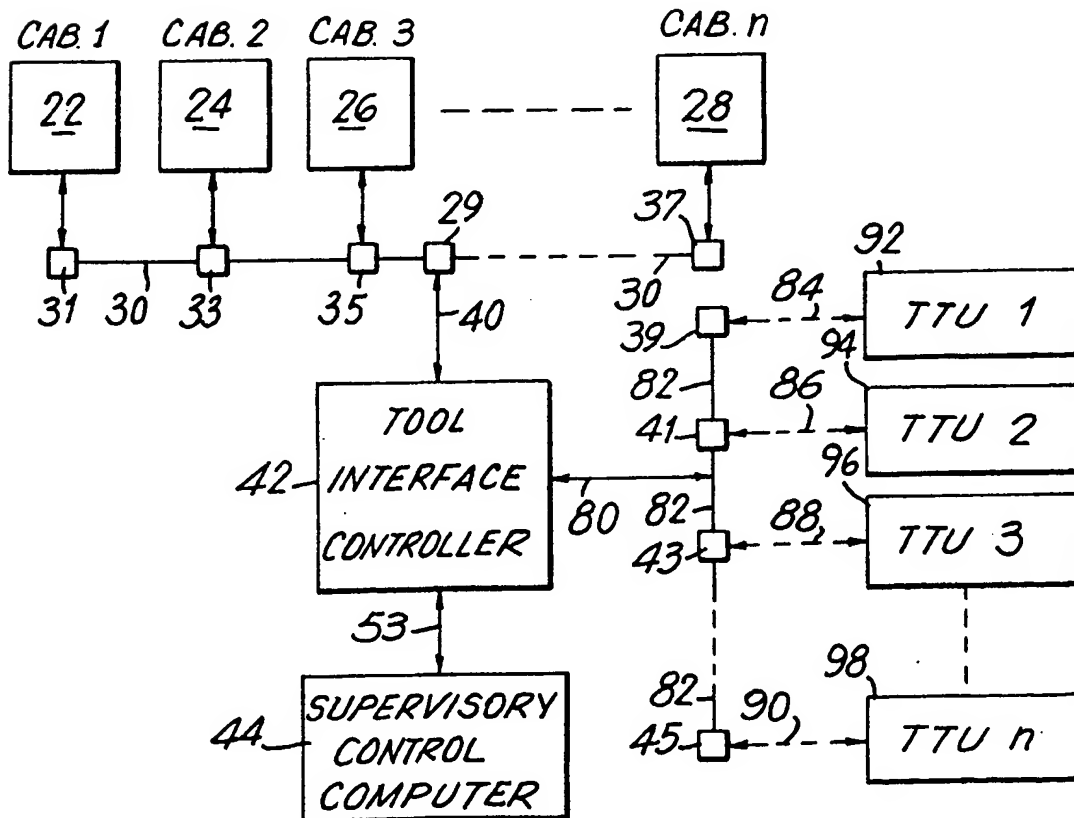 CAB. 1 CAB. 2 CAB. 3 CAB. n
22 24 26 28
29 37
31 30 33 35 40 30
39 84 92 TTU 1
82 86 94
41 TTU 2
42 TOOL INTERFACE CONTROLLER
80 82 88 96
43 TTU 3
53
82 90 98
45 TTU n
44 SUPERVISORY CONTROL COMPUTER